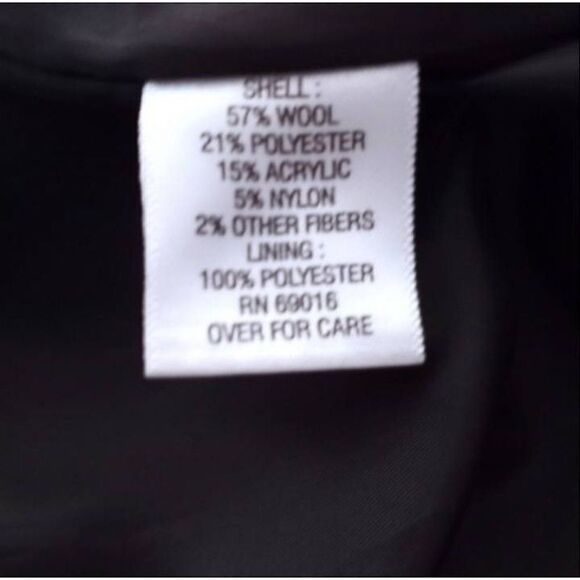 SHELL :
57% WOOL
21% POLYESTER
15% ACRYLIC
5% NYLON
2% OTHER FIBERS
LINING :
100% POLYESTER
RN 69016
OVER FOR CARE